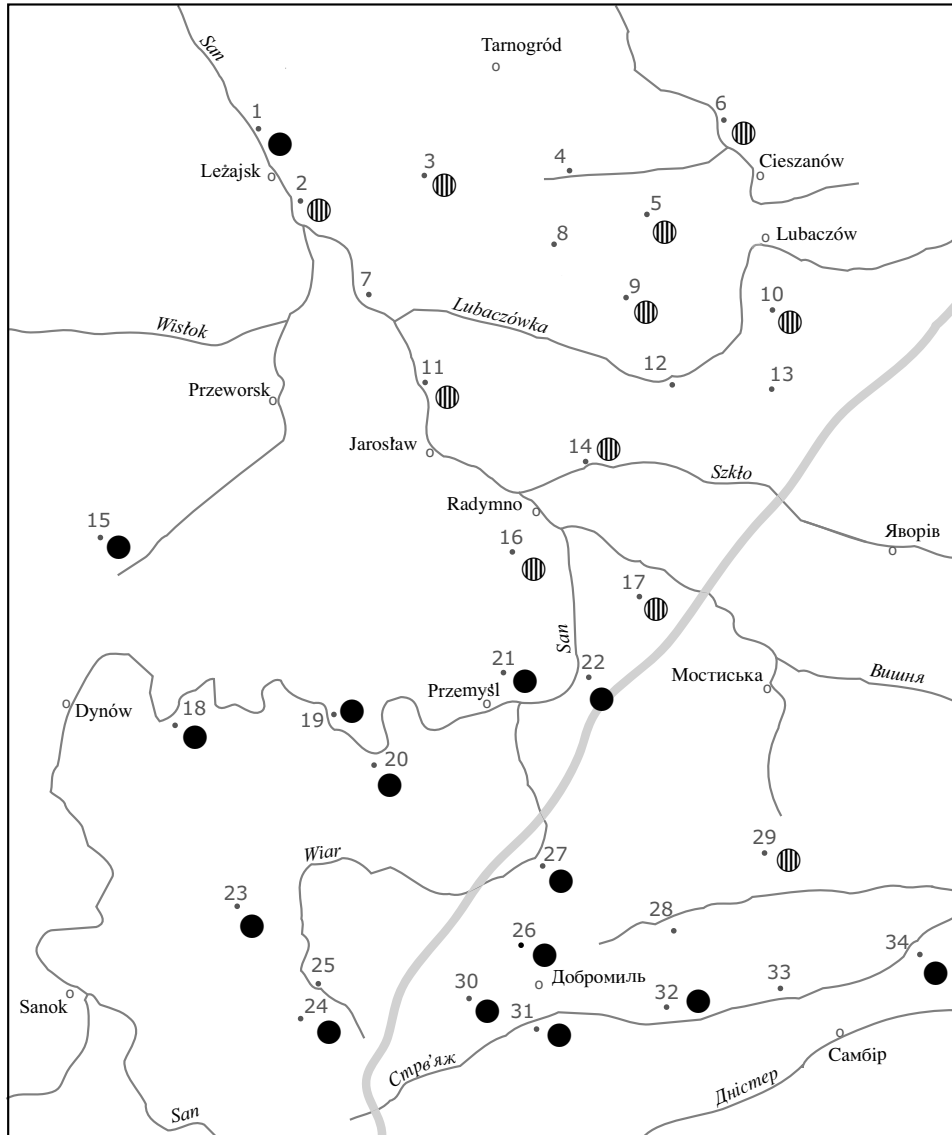 San
Tarnogród
1
6
Leżajsk
3
4
Cieszanów
2
5
8
Lubaczów
7
9
10
Wisłok
Lubaczówka
11
12
13
Przeworsk
Jarosław
14
Szkło
15
Radymno
16
Яворів
17
San
21
22
Przemyśl
Мостиська
Вишня
Dynów
18
19
20
Wiar
27
29
23
28
26
34
25
Добромиль
33
Sanok
24
30
32
31
Стрв’яж
Самбір
Дністер
San